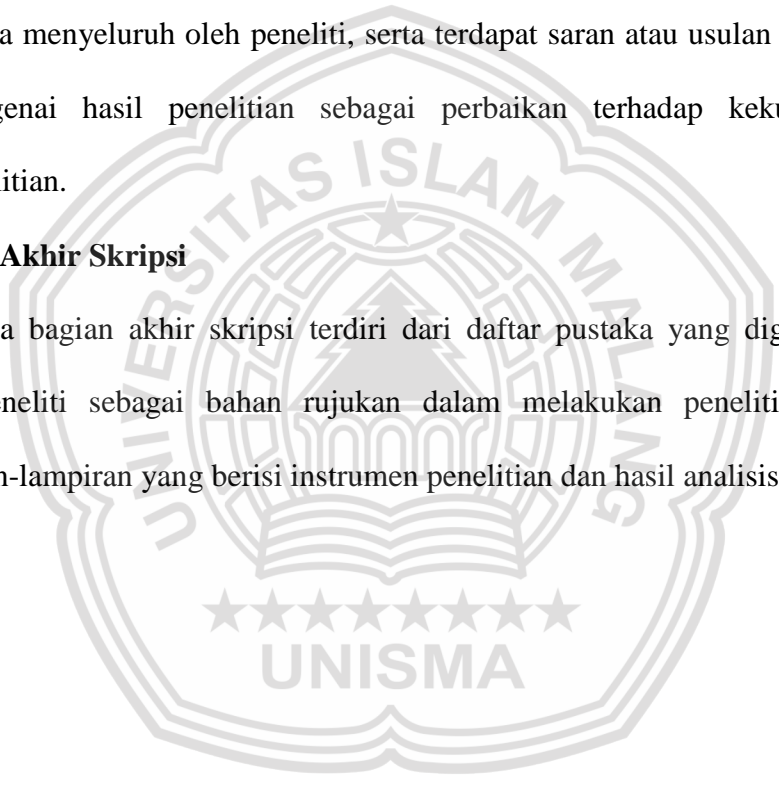 a menyeluruh oleh peneliti, serta terdapat saran atau usulan
genai hasil penelitian sebagai perbaikan terhadap keku
itian.
Akhir Skripsi
a bagian akhir skripsi terdiri dari daftar pustaka yang dig
eneliti sebagai bahan rujukan dalam melakukan peneliti
n-lampiran yang berisi instrumen penelitian dan hasil analisis
UNIVERSITAS ISLAM MALANG
UNISMA